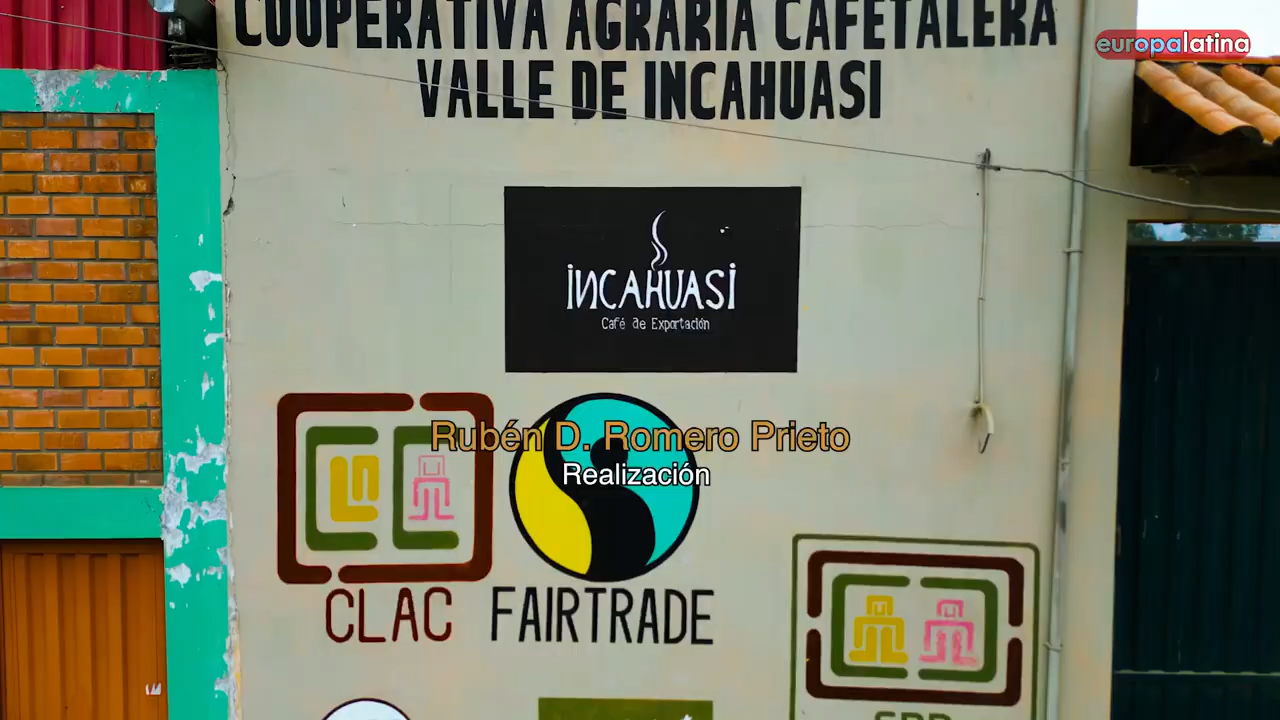 COOPERATIVA AGRARIA CAFETALERA
europalatina
VALLE DE INCAHUASI
INCAHUASI
Café de Exportación
Rubén D. Romero Prieto
Realización
CLAC
FAIRTRADE